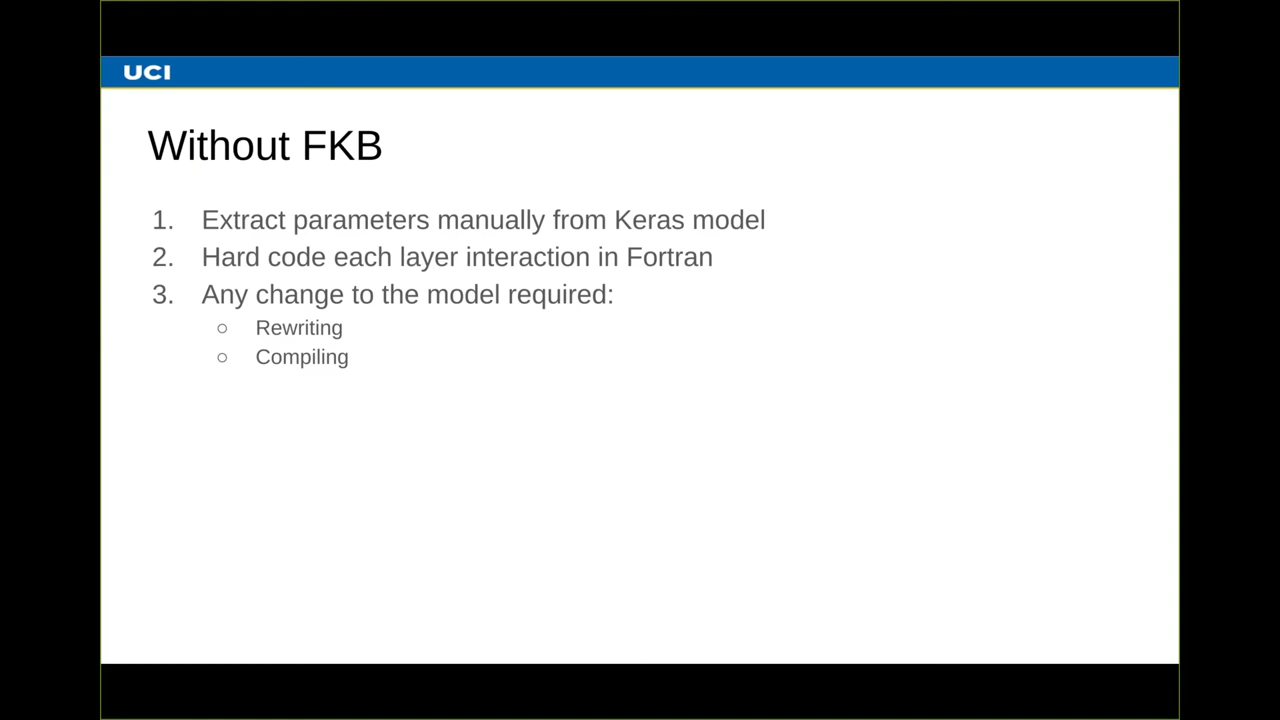 UCI
Without FKB
1. Extract parameters manually from Keras model
2. Hard code each layer interaction in Fortran
3. Any change to the model required:
○ Rewriting
○ Compiling